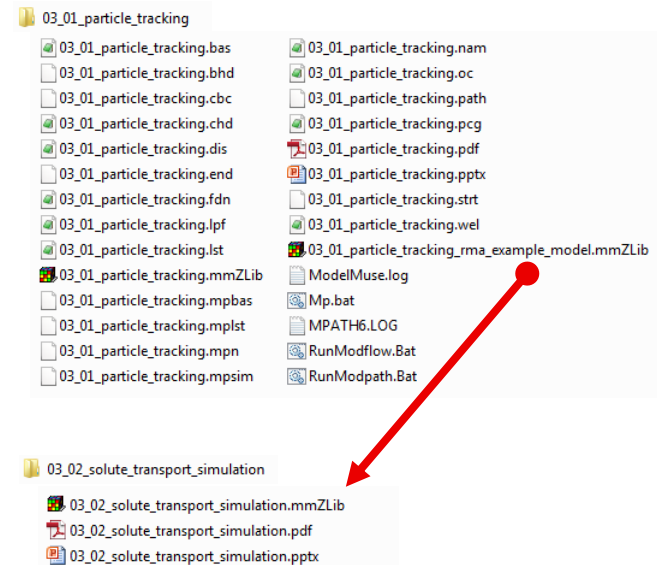 03_01_particle_tracking
03_01_particle_tracking.bas
03_01_particle_tracking.bhd
03_01_particle_tracking.cbc
03_01_particle_tracking.chd
03_01_particle_tracking.dis
03_01_particle_tracking.end
03_01_particle_tracking.fdn
03_01_particle_tracking.lpf
03_01_particle_tracking.lst
03_01_particle_tracking.mmZLib
03_01_particle_tracking.mpbas
03_01_particle_tracking.mplst
03_01_particle_tracking.mpn
03_01_particle_tracking.mpsim
03_01_particle_tracking.nam
03_01_particle_tracking.oc
03_01_particle_tracking.path
03_01_particle_tracking.pcg
03_01_particle_tracking.pdf
03_01_particle_tracking.pptx
03_01_particle_tracking.strt
03_01_particle_tracking.wel
03_01_particle_tracking_rma_example_model.mmZLib
ModelMuse.log
Mp.bat
MPATH6.LOG
RunModflow.Bat
RunModpath.Bat
03_02_solute_transport_simulation
03_02_solute_transport_simulation.mmZLib
03_02_solute_transport_simulation.pdf
03_02_solute_transport_simulation.pptx